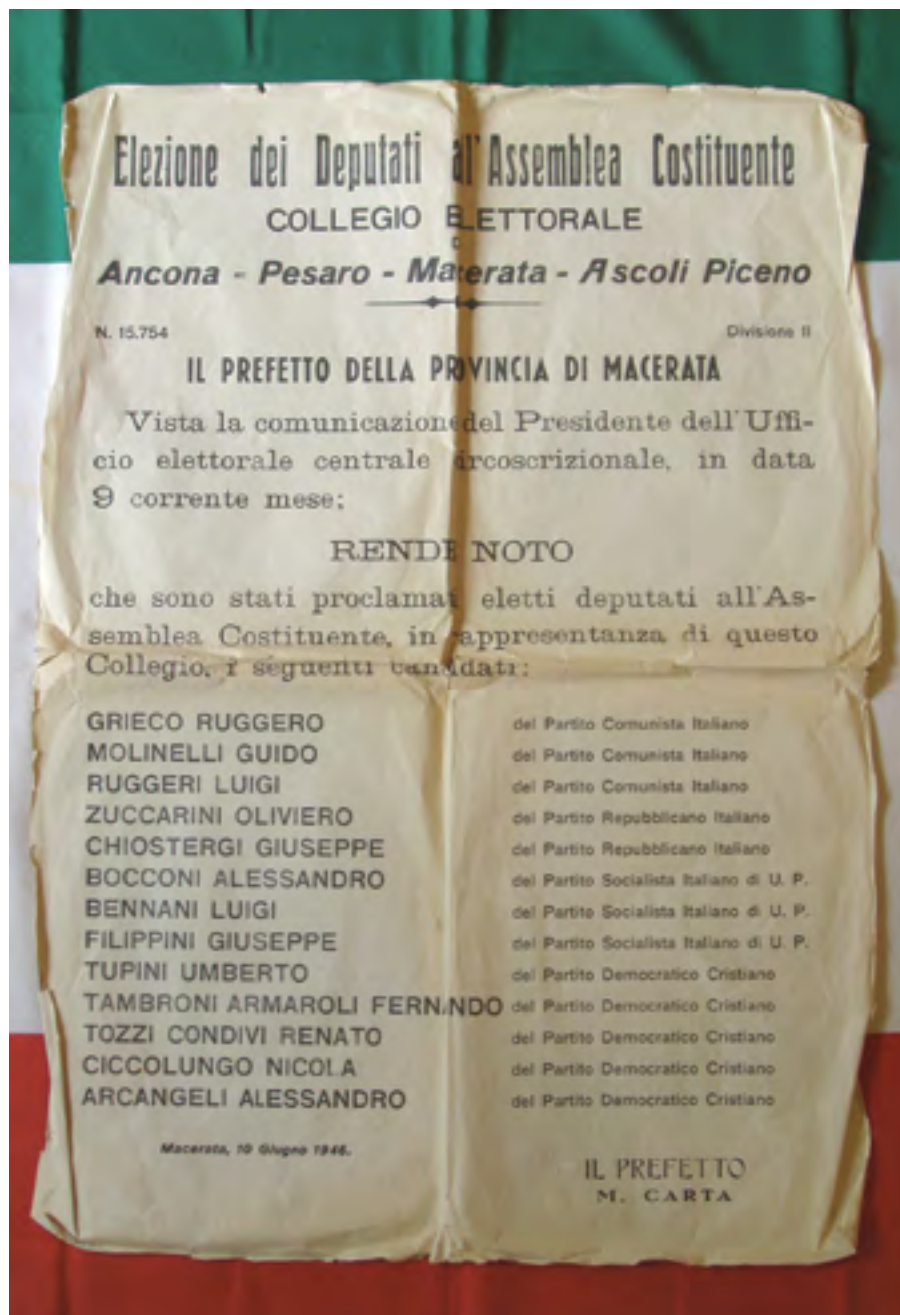 Elezione dei Deputati al'Assemblea Costituente
COLLEGIO ELETTORALE
Ancona - Pesaro - Macerata - Ascoli Piceno
N. 15.754 Divisione II
IL PREFETTO DELLA PROVINCIA DI MACERATA
Vista la comunicazione del Presidente dell'Uffi-
cio elettorale centrale circoscrizionale, in data
9 corrente mese;
RENDE NOTO
che sono stati proclamati eletti deputati all'As-
semblea Costituente, in rappresentanza di questo
Collegio, i seguenti candidati:
GRIECO RUGGERO del Partito Comunista Italiano
MOLINELLI GUIDO del Partito Comunista Italiano
RUGGERI LUIGI del Partito Comunista Italiano
ZUCCARINI OLIVIERO del Partito Repubblicano Italiano
CHIOSTERGI GIUSEPPE del Partito Repubblicano Italiano
BOCCONI ALESSANDRO del Partito Socialista Italiano di U. P.
BENNANI LUIGI del Partito Socialista Italiano di U. P.
FILIPPINI GIUSEPPE del Partito Socialista Italiano di U. P.
TUPINI UMBERTO del Partito Democratico Cristiano
TAMBRONI ARMAROLI FERNANDO del Partito Democratico Cristiano
TOZZI CONDIVI RENATO del Partito Democratico Cristiano
CICCOLUNGO NICOLA del Partito Democratico Cristiano
ARCANGELI ALESSANDRO del Partito Democratico Cristiano
Macerata, 10 Giugno 1946.
IL PREFETTO
M. CARTA